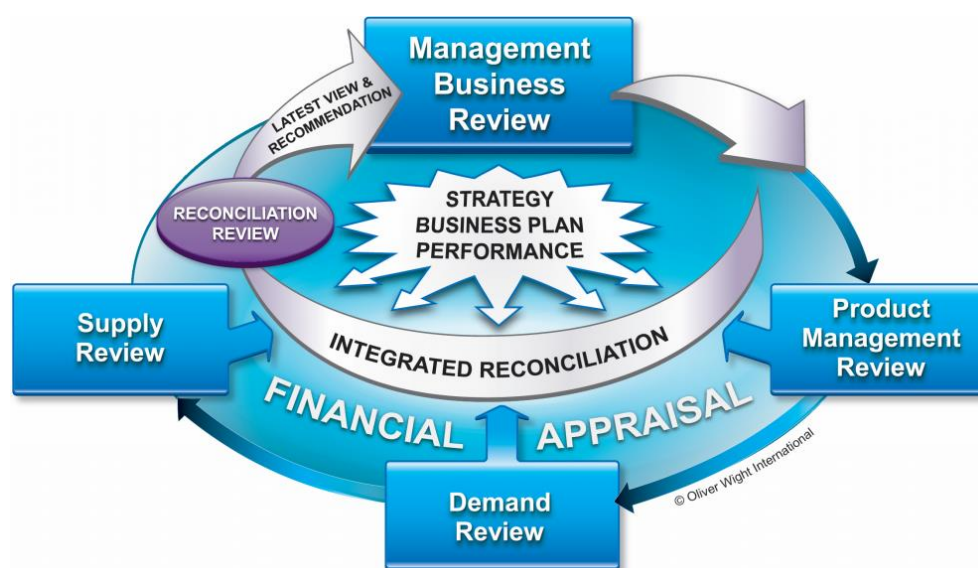 Management
Business
Review
LATEST VIEW &
RECOMMENDATION
RECONCILIATION
REVIEW
STRATEGY
BUSINESS PLAN
PERFORMANCE
Supply
Review
Product
Management
Review
INTEGRATED RECONCILIATION
FINANCIAL APPRAISAL
© Oliver Wight International
Demand
Review